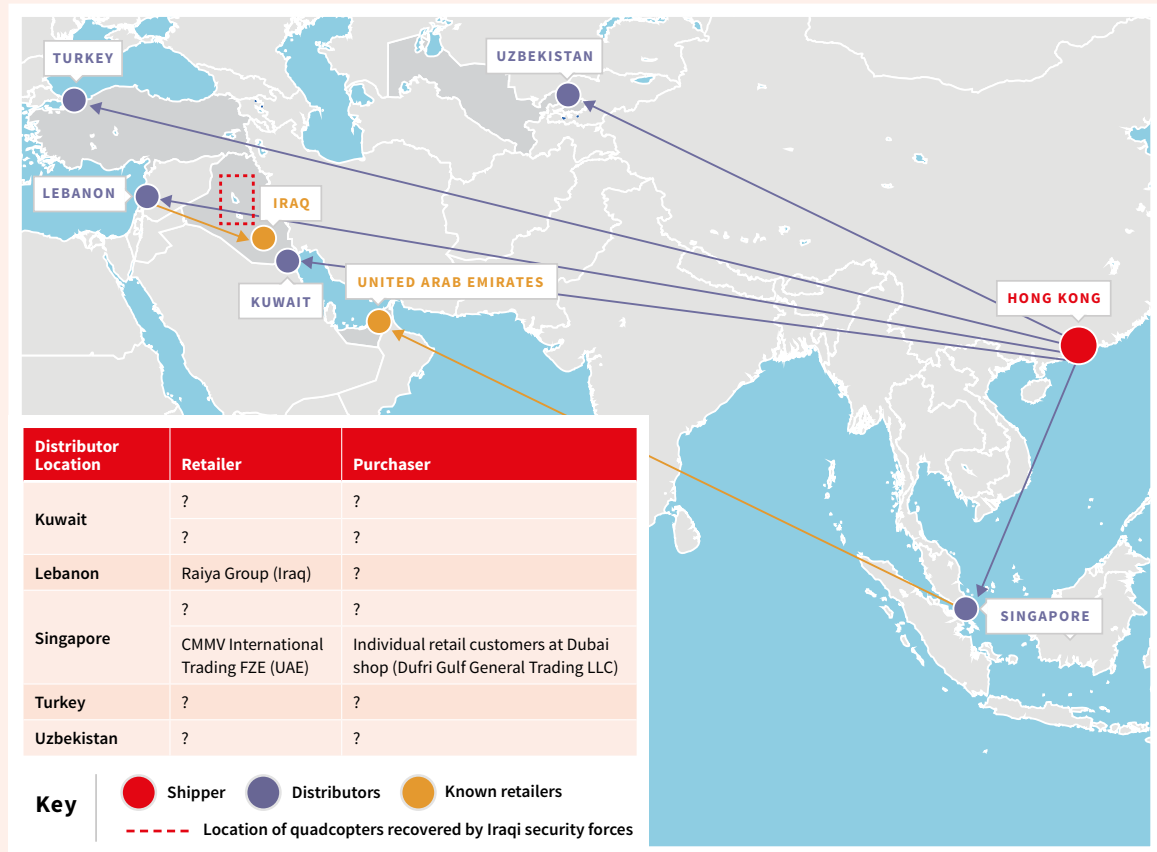 TURKEY
UZBEKISTAN
LEBANON
IRAQ
UNITED ARAB EMIRATES
KUWAIT
HONG KONG
SINGAPORE
Distributor
Location
Retailer
Purchaser
Kuwait
?
?
?
?
Lebanon
Raiya Group (Iraq)
?
Singapore
?
?
CMMV International
Trading FZE (UAE)
Individual retail customers at Dubai
shop (Dufri Gulf General Trading LLC)
Turkey
?
?
Uzbekistan
?
?
Key
Shipper
Distributors
Known retailers
Location of quadcopters recovered by Iraqi security forces